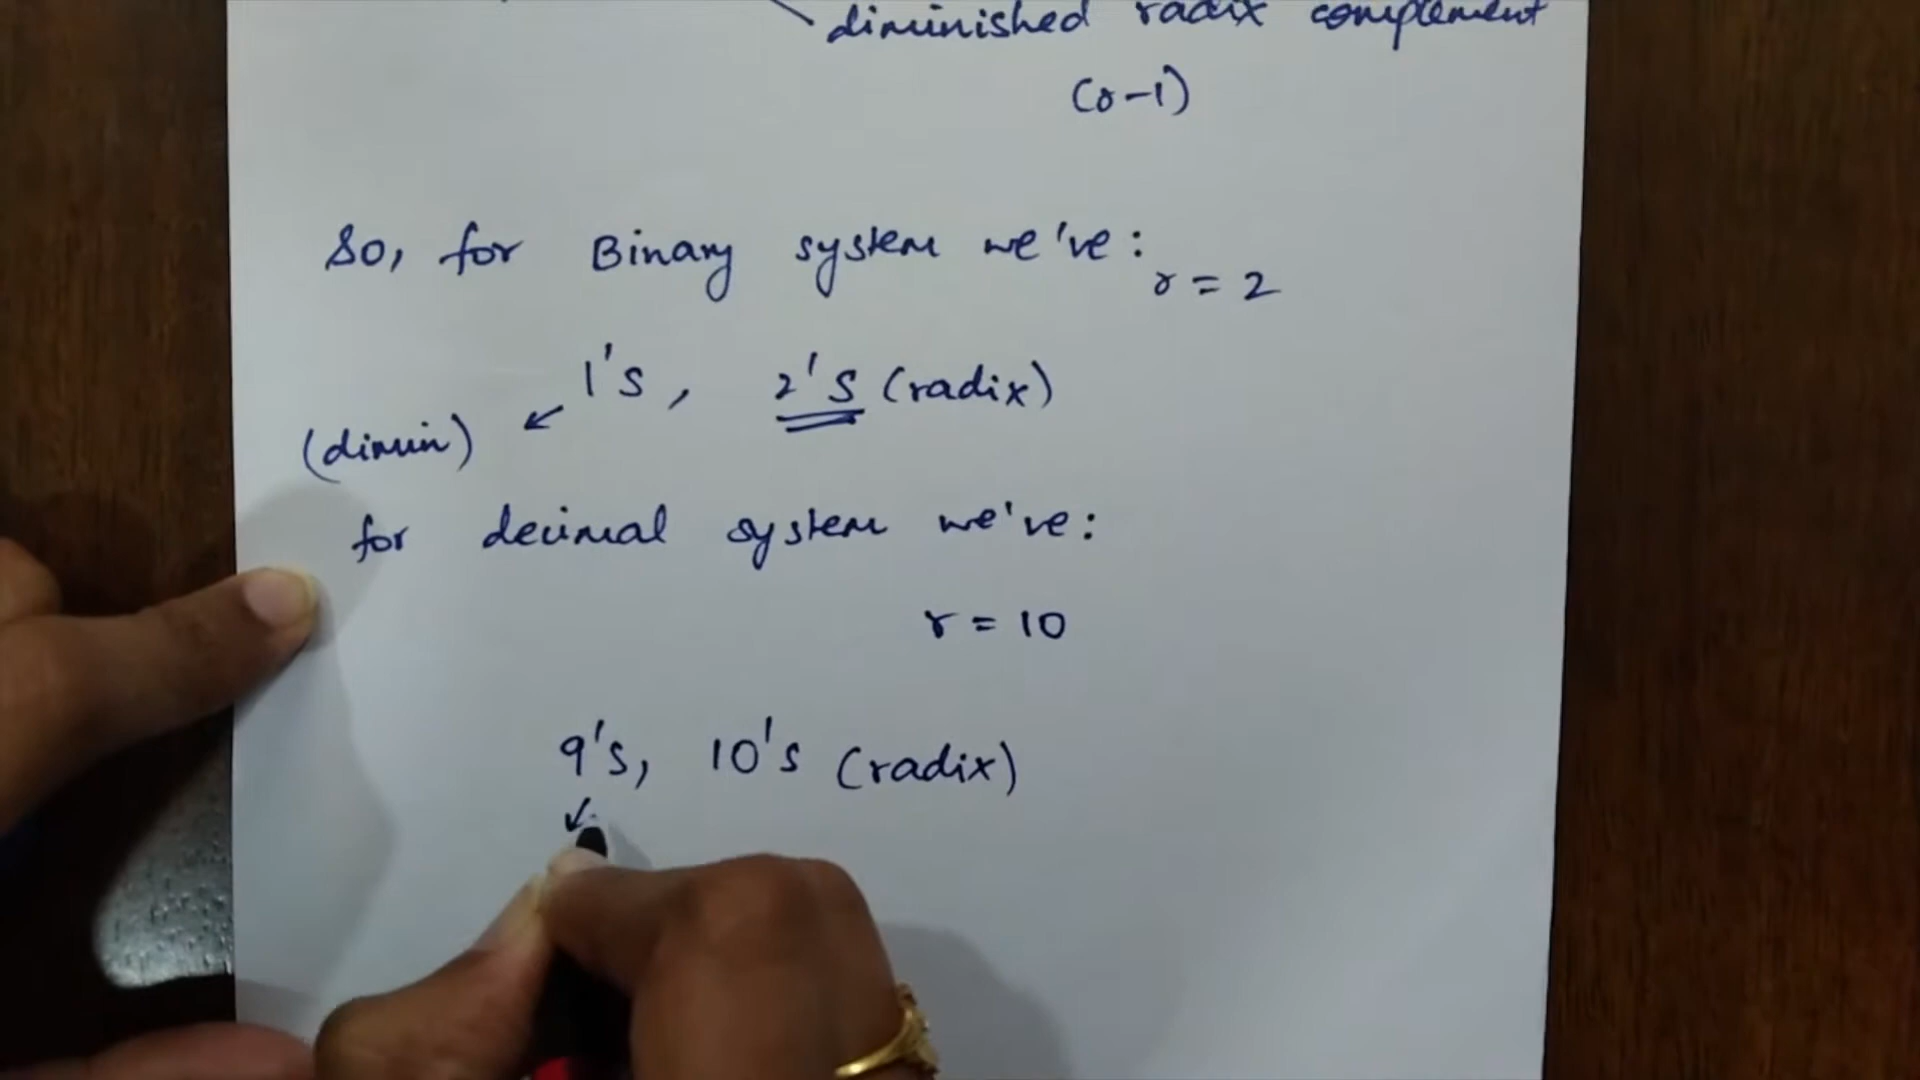 diminished radix complement
(r-1)
So, for Binary system we've:
r = 2
1's, 2's (radix)
(dimin)
for decimal system we've:
r = 10
9's, 10's (radix)